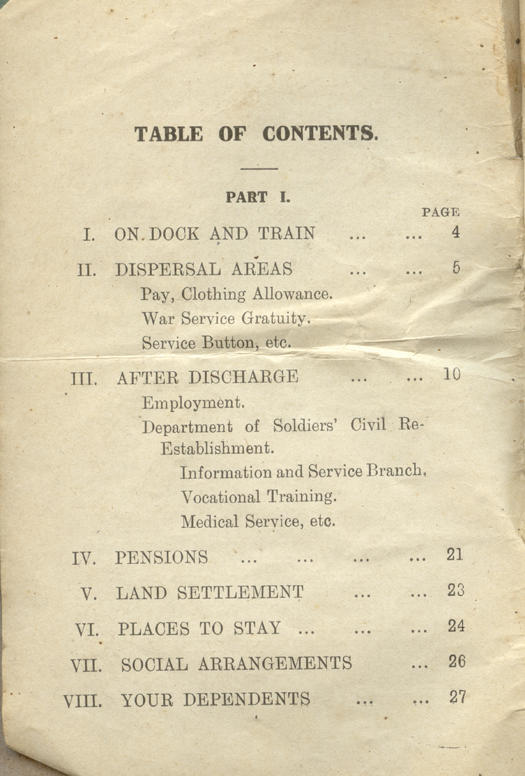 TABLE OF CONTENTS.
PART I.
PAGE
I. ON DOCK AND TRAIN ... ... 4
II. DISPERSAL AREAS ... ... 5
Pay, Clothing Allowance.
War Service Gratuity.
Service Button, etc.
III. AFTER DISCHARGE ... ... 10
Employment.
Department of Soldiers' Civil Re-
Establishment.
Information and Service Branch.
Vocational Training.
Medical Service, etc.
IV. PENSIONS ... ... ... ... 21
V. LAND SETTLEMENT ... ... 23
VI. PLACES TO STAY ... ... ... 24
VII. SOCIAL ARRANGEMENTS ... 26
VIII. YOUR DEPENDENTS ... ... 27